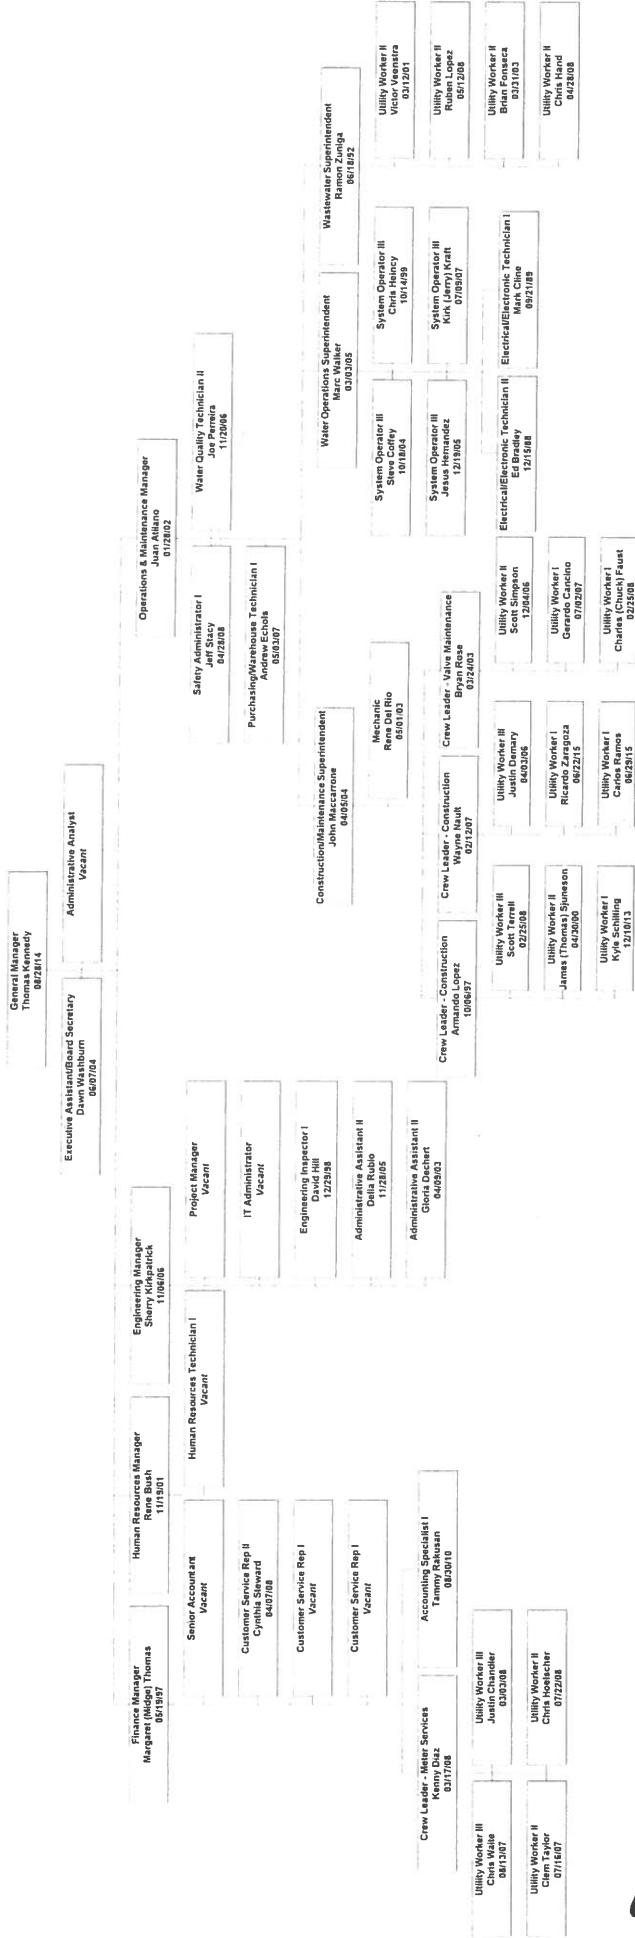 General Manager
Thomas Kennedy
08/28/14
Executive Assistant/Board Secretary
Dawn Washburn
06/07/04
Administrative Analyst
Vacant
Finance Manager
Margaret (Midge) Thomas
05/19/97
Human Resources Manager
Rene Bush
11/19/01
Engineering Manager
Sherry Kirkpatrick
11/06/06
Operations & Maintenance Manager
Juan Atilano
01/28/02
Senior Accountant
Vacant
Customer Service Rep II
Cynthia Steward
04/07/08
Customer Service Rep I
Vacant
Customer Service Rep I
Vacant
Crew Leader - Meter Services
Kenny Diaz
03/17/08
Accounting Specialist I
Tammy Rakusan
08/30/10
Utility Worker III
Chris Waite
08/13/07
Utility Worker III
Justin Chandler
03/03/08
Utility Worker II
Clem Taylor
07/16/07
Utility Worker II
Chris Hoelscher
07/22/08
Human Resources Technician I
Vacant
Project Manager
Vacant
IT Administrator
Vacant
Engineering Inspector I
David Hill
12/29/98
Administrative Assistant II
Delia Rubio
11/28/05
Administrative Assistant II
Gloria Dechert
04/09/03
Safety Administrator I
Jeff Stacy
04/28/08
Water Quality Technician II
Joe Perreira
11/20/06
Purchasing/Warehouse Technician I
Andrew Echols
05/03/07
Construction/Maintenance Superintendent
John Maccarrone
04/05/04
Water Operations Superintendent
Marc Walker
03/03/05
Wastewater Superintendent
Ramon Zuniga
06/18/92
Mechanic
Rene Del Rio
05/01/03
Crew Leader - Construction
Armando Lopez
10/06/97
Crew Leader - Construction
Wayne Nault
02/12/07
Crew Leader - Valve Maintenance
Bryan Rose
03/24/03
Utility Worker III
Scott Terrell
02/25/08
Utility Worker II
James (Thomas) Sjuneson
04/30/00
Utility Worker I
Kyle Schilling
12/10/13
Utility Worker III
Justin Demary
04/03/06
Utility Worker I
Ricardo Zaragoza
06/22/15
Utility Worker I
Carlos Ramos
06/29/15
Utility Worker II
Scott Simpson
12/04/06
Utility Worker I
Gerardo Cancino
07/02/07
Utility Worker I
Charles (Chuck) Faust
02/25/08
System Operator III
Steve Coffey
10/18/04
System Operator III
Chris Heincy
10/14/99
System Operator III
Jesus Hernandez
12/19/05
System Operator III
Kirk (Jerry) Kraft
07/09/07
Electrical/Electronic Technician II
Ed Bradley
12/15/88
Electrical/Electronic Technician I
Mark Cline
09/21/89
Utility Worker II
Victor Veenstra
03/12/01
Utility Worker II
Ruben Lopez
05/12/08
Utility Worker II
Brian Fonseca
03/31/03
Utility Worker II
Chris Hand
04/28/08